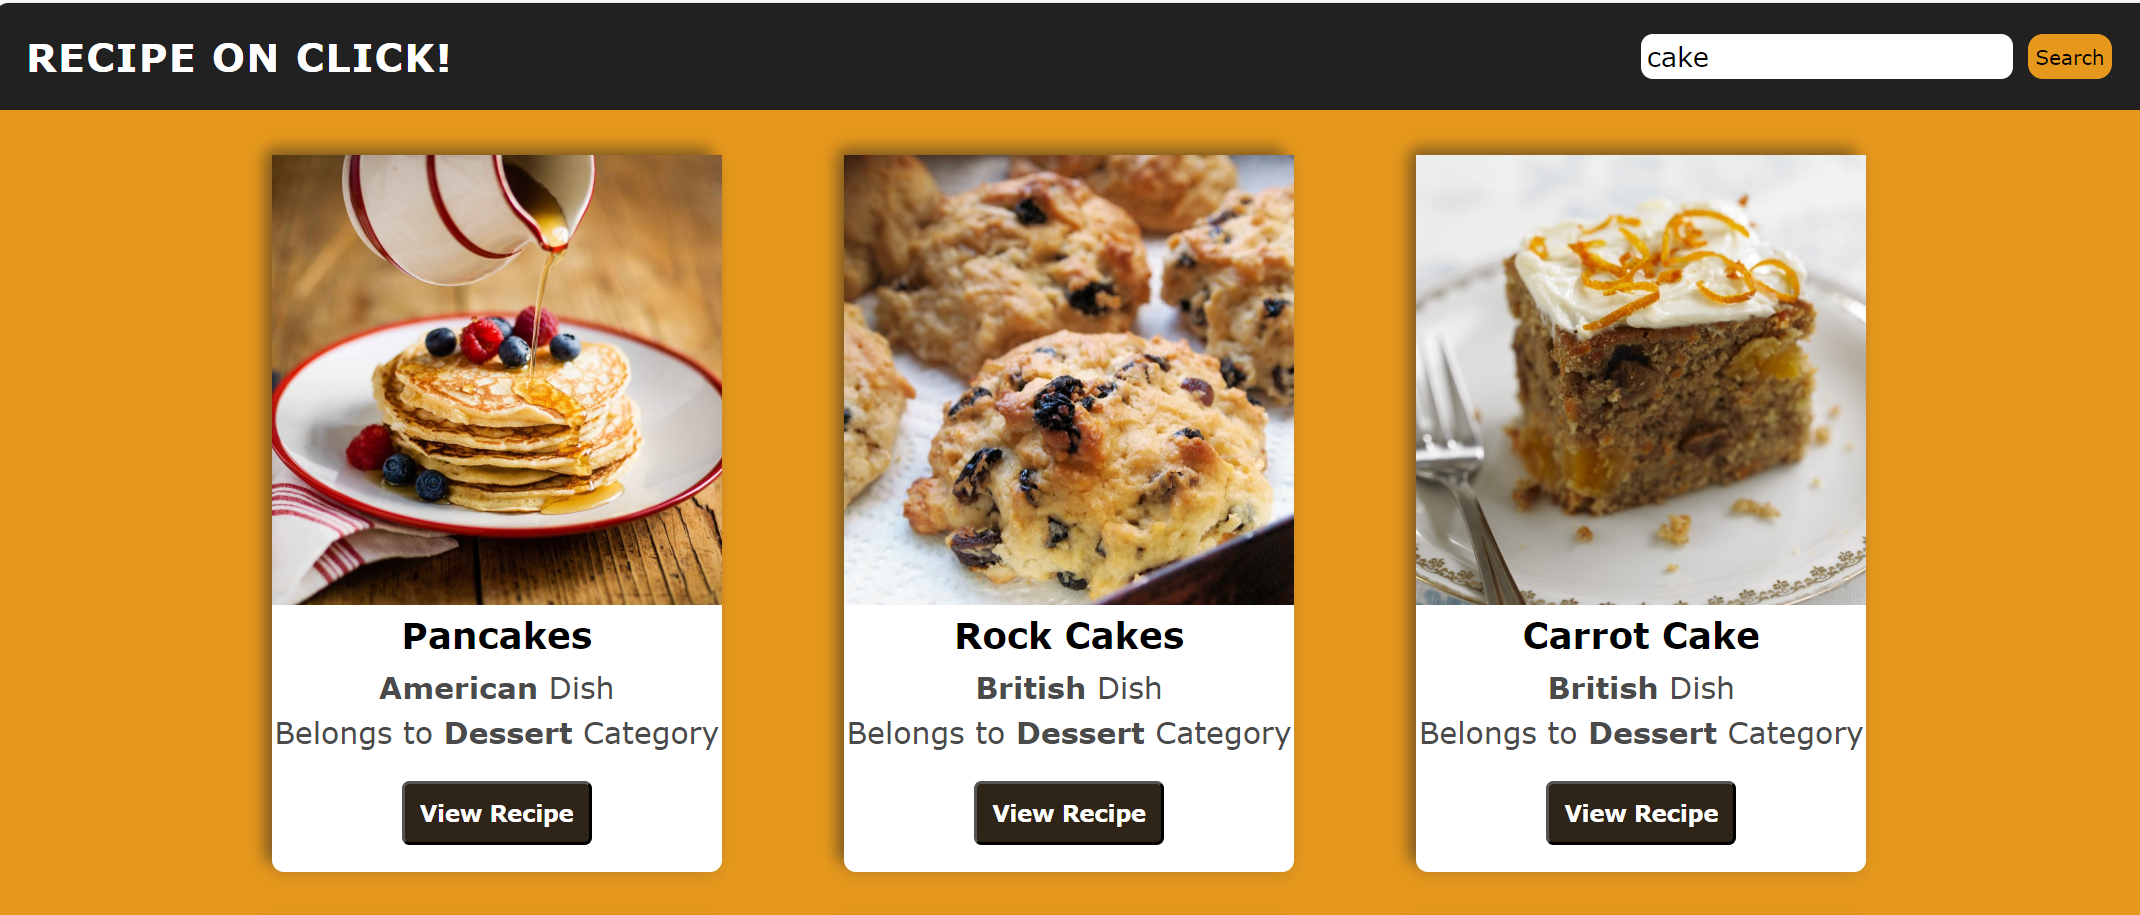 RECIPE ON CLICK!
cake
Search
Pancakes
American Dish
Belongs to Dessert Category
View Recipe
Rock Cakes
British Dish
Belongs to Dessert Category
View Recipe
Carrot Cake
British Dish
Belongs to Dessert Category
View Recipe